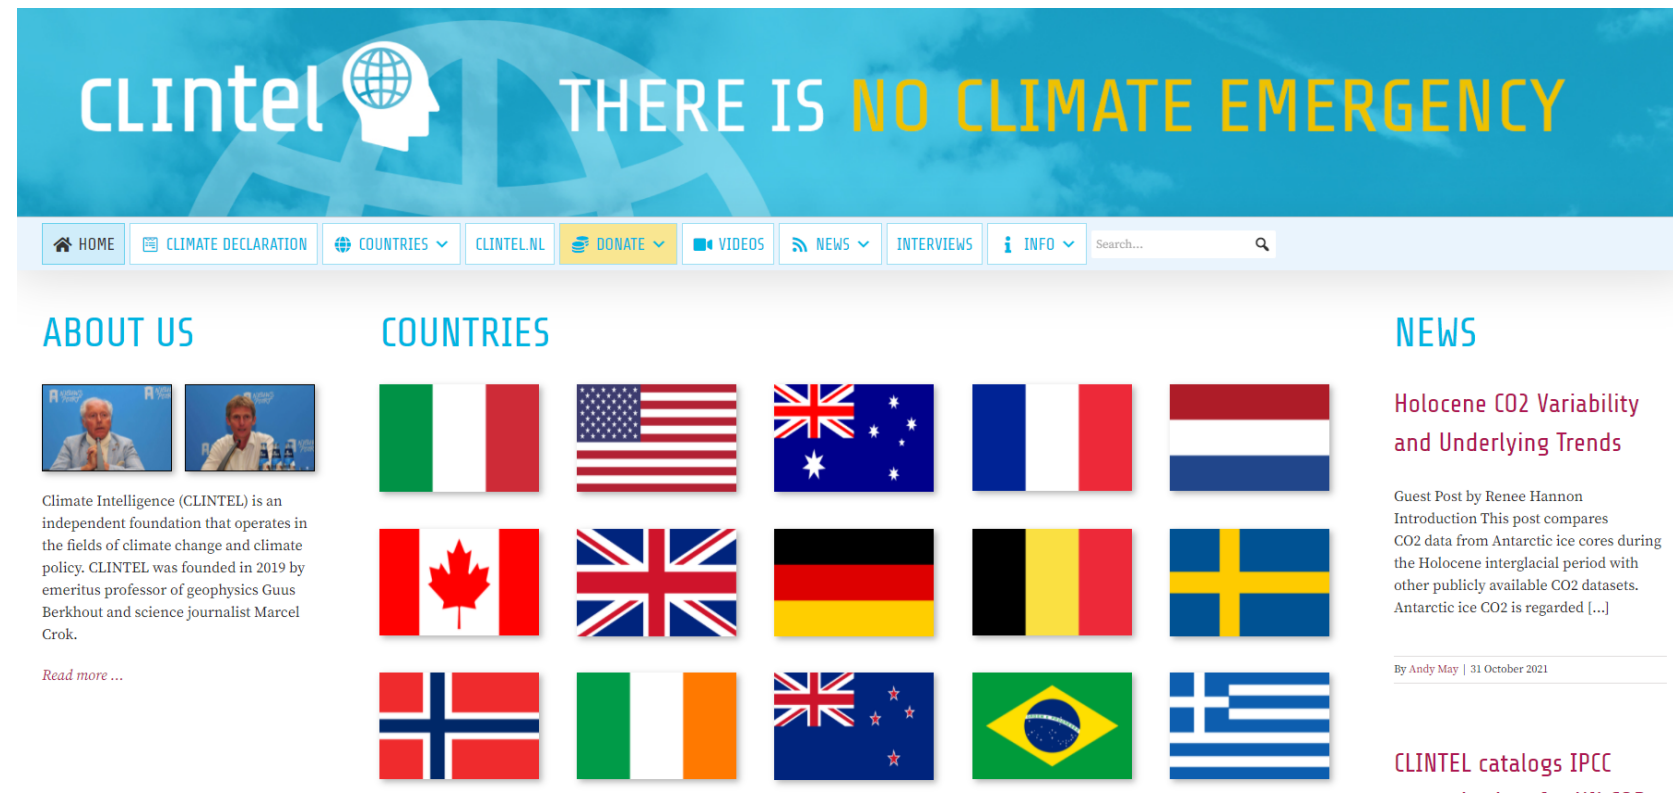 CLIntel
THERE IS NO CLIMATE EMERGENCY
HOME
CLIMATE DECLARATION
COUNTRIES
CLINTEL.NL
DONATE
VIDEOS
NEWS
INTERVIEWS
INFO
Search...
ABOUT US
Climate Intelligence (CLINTEL) is an
independent foundation that operates in
the fields of climate change and climate
policy. CLINTEL was founded in 2019 by
emeritus professor of geophysics Guus
Berkhout and science journalist Marcel
Crok.
Read more ...
COUNTRIES
NEWS
Holocene CO2 Variability
and Underlying Trends
Guest Post by Renee Hannon
Introduction This post compares
CO2 data from Antarctic ice cores during
the Holocene interglacial period with
other publicly available CO2 datasets.
Antarctic ice CO2 is regarded [...]
By Andy May | 31 October 2021
CLINTEL catalogs IPCC